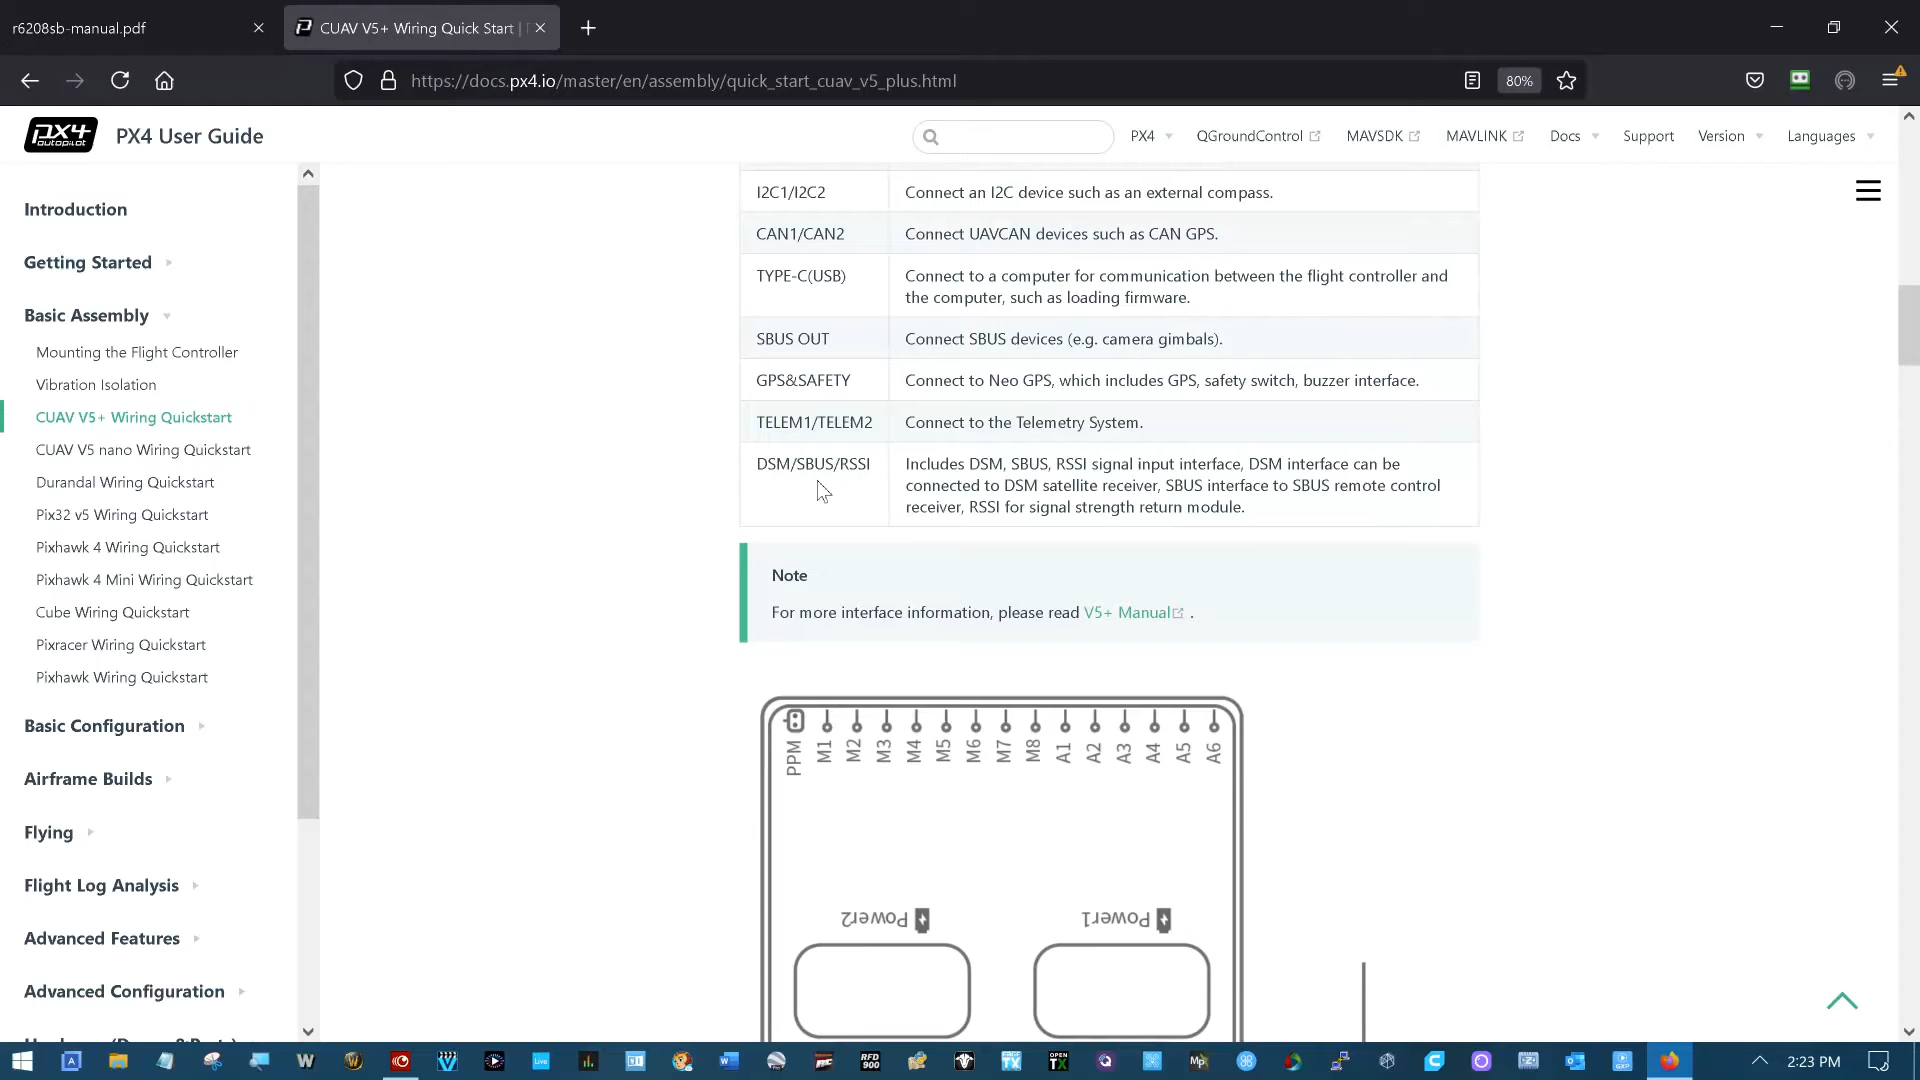 r6208sb-manual.pdf
CUAV V5+ Wiring Quick Start |
https://docs.px4.io/master/en/assembly/quick_start_cuav_v5_plus.html
80%
px4 autopilot
PX4 User Guide
PX4
QGroundControl
MAVSDK
MAVLINK
Docs
Support
Version
Languages
Introduction
Getting Started
Basic Assembly
Mounting the Flight Controller
Vibration Isolation
CUAV V5+ Wiring Quickstart
CUAV V5 nano Wiring Quickstart
Durandal Wiring Quickstart
Pix32 v5 Wiring Quickstart
Pixhawk 4 Wiring Quickstart
Pixhawk 4 Mini Wiring Quickstart
Cube Wiring Quickstart
Pixracer Wiring Quickstart
Pixhawk Wiring Quickstart
Basic Configuration
Airframe Builds
Flying
Flight Log Analysis
Advanced Features
Advanced Configuration
I2C1/I2C2 Connect an I2C device such as an external compass.
CAN1/CAN2 Connect UAVCAN devices such as CAN GPS.
TYPE-C(USB) Connect to a computer for communication between the flight controller and
the computer, such as loading firmware.
SBUS OUT Connect SBUS devices (e.g. camera gimbals).
GPS&SAFETY Connect to Neo GPS, which includes GPS, safety switch, buzzer interface.
TELEM1/TELEM2 Connect to the Telemetry System.
DSM/SBUS/RSSI Includes DSM, SBUS, RSSI signal input interface, DSM interface can be
connected to DSM satellite receiver, SBUS interface to SBUS remote control
receiver, RSSI for signal strength return module.
Note
For more interface information, please read V5+ Manual .
PPM M1 M2 M3 M4 M5 M6 M7 M8 A1 A2 A3 A4 A5 A6
Power2 Power1
2:23 PM